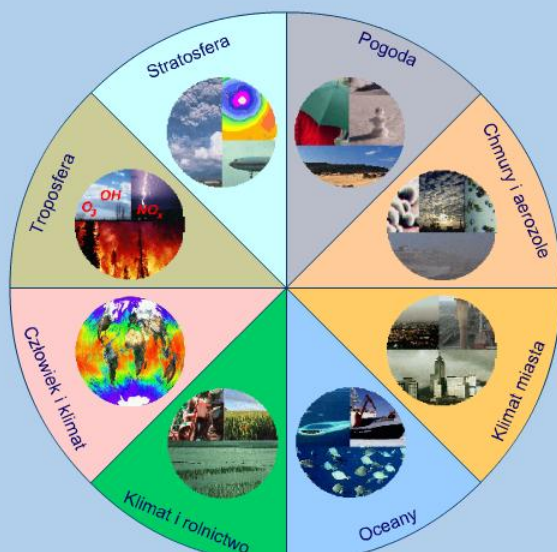 Stratosfera
Pogoda
Chmury i aerozole
Klimat miasta
Oceany
Klimat i rolnictwo
Człowiek i klimat
Troposfera
O3
OH
NOx